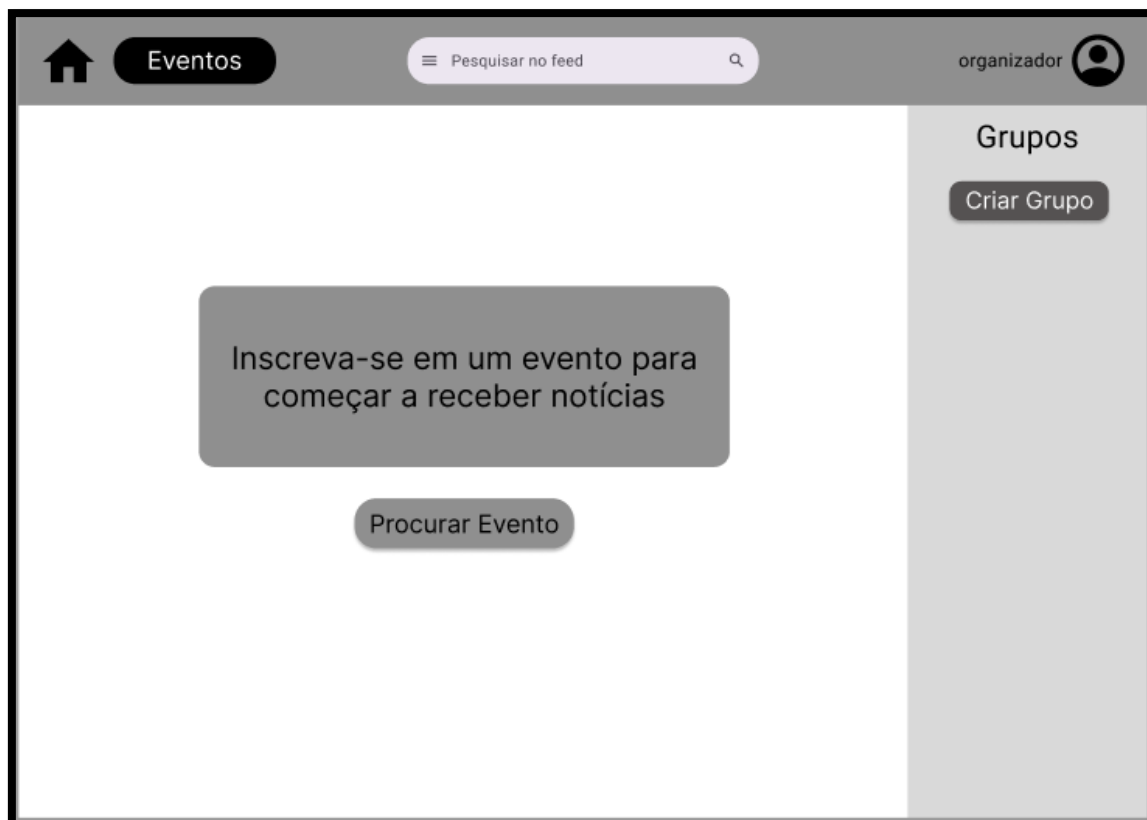 Eventos
Pesquisar no feed
organizador
Grupos
Criar Grupo
Inscreva-se em um evento para
começar a receber notícias
Procurar Evento